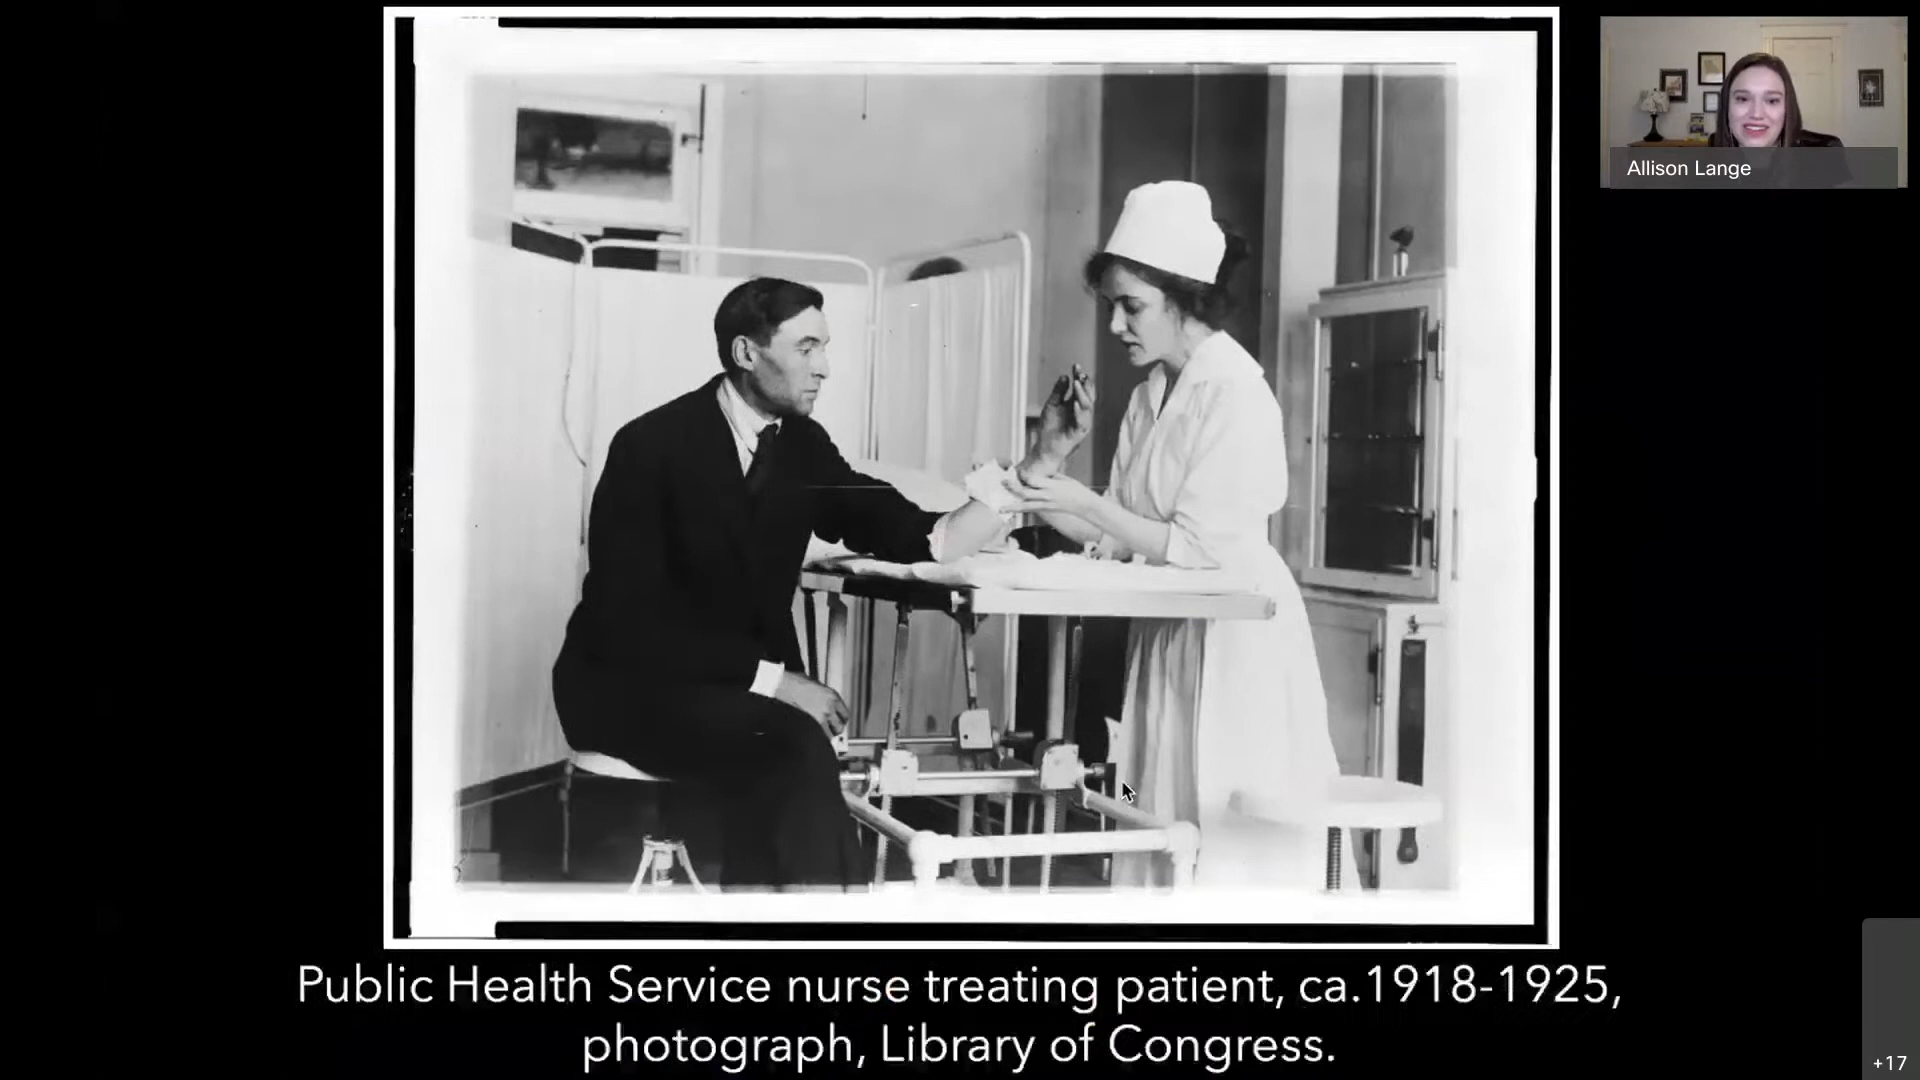 Allison Lange
Public Health Service nurse treating patient, ca.1918-1925,
photograph, Library of Congress.
+17